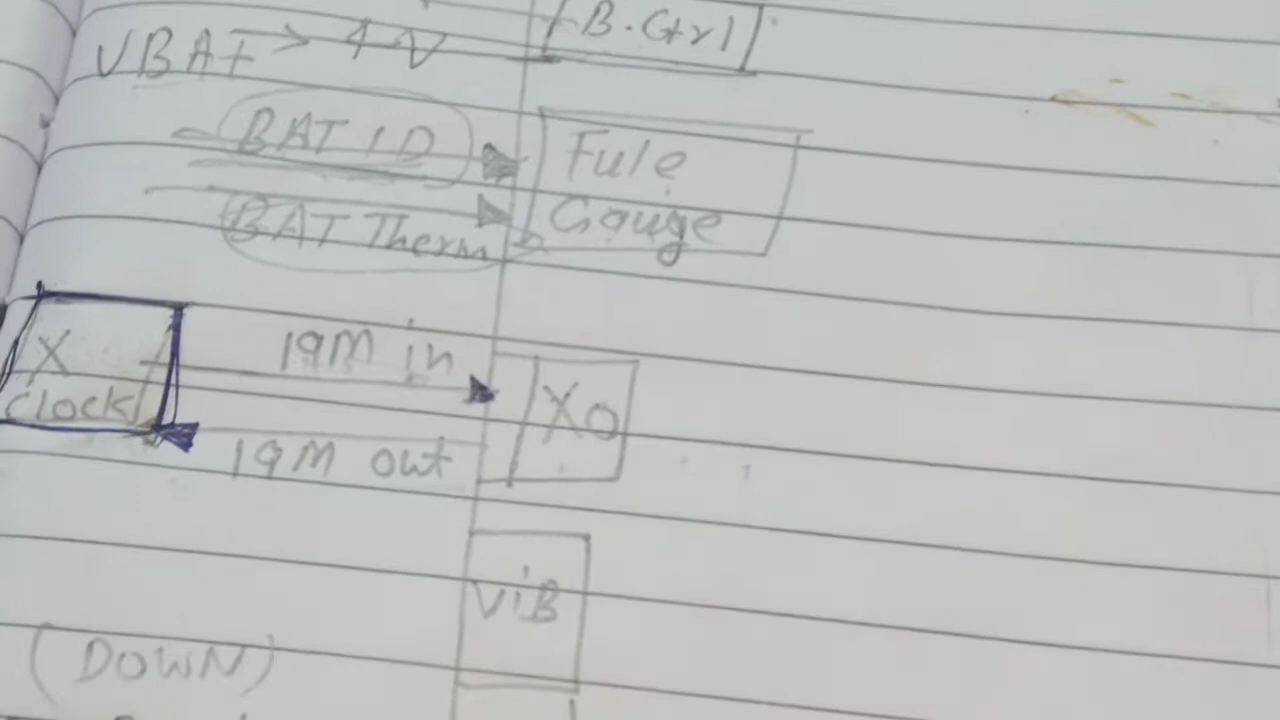 B.Ctrl
VBAT > 4V
BAT ID
Fule
BAT Therm
Gauge
19M in
X
Clock
XO
19M out
ViB
(DOWN)